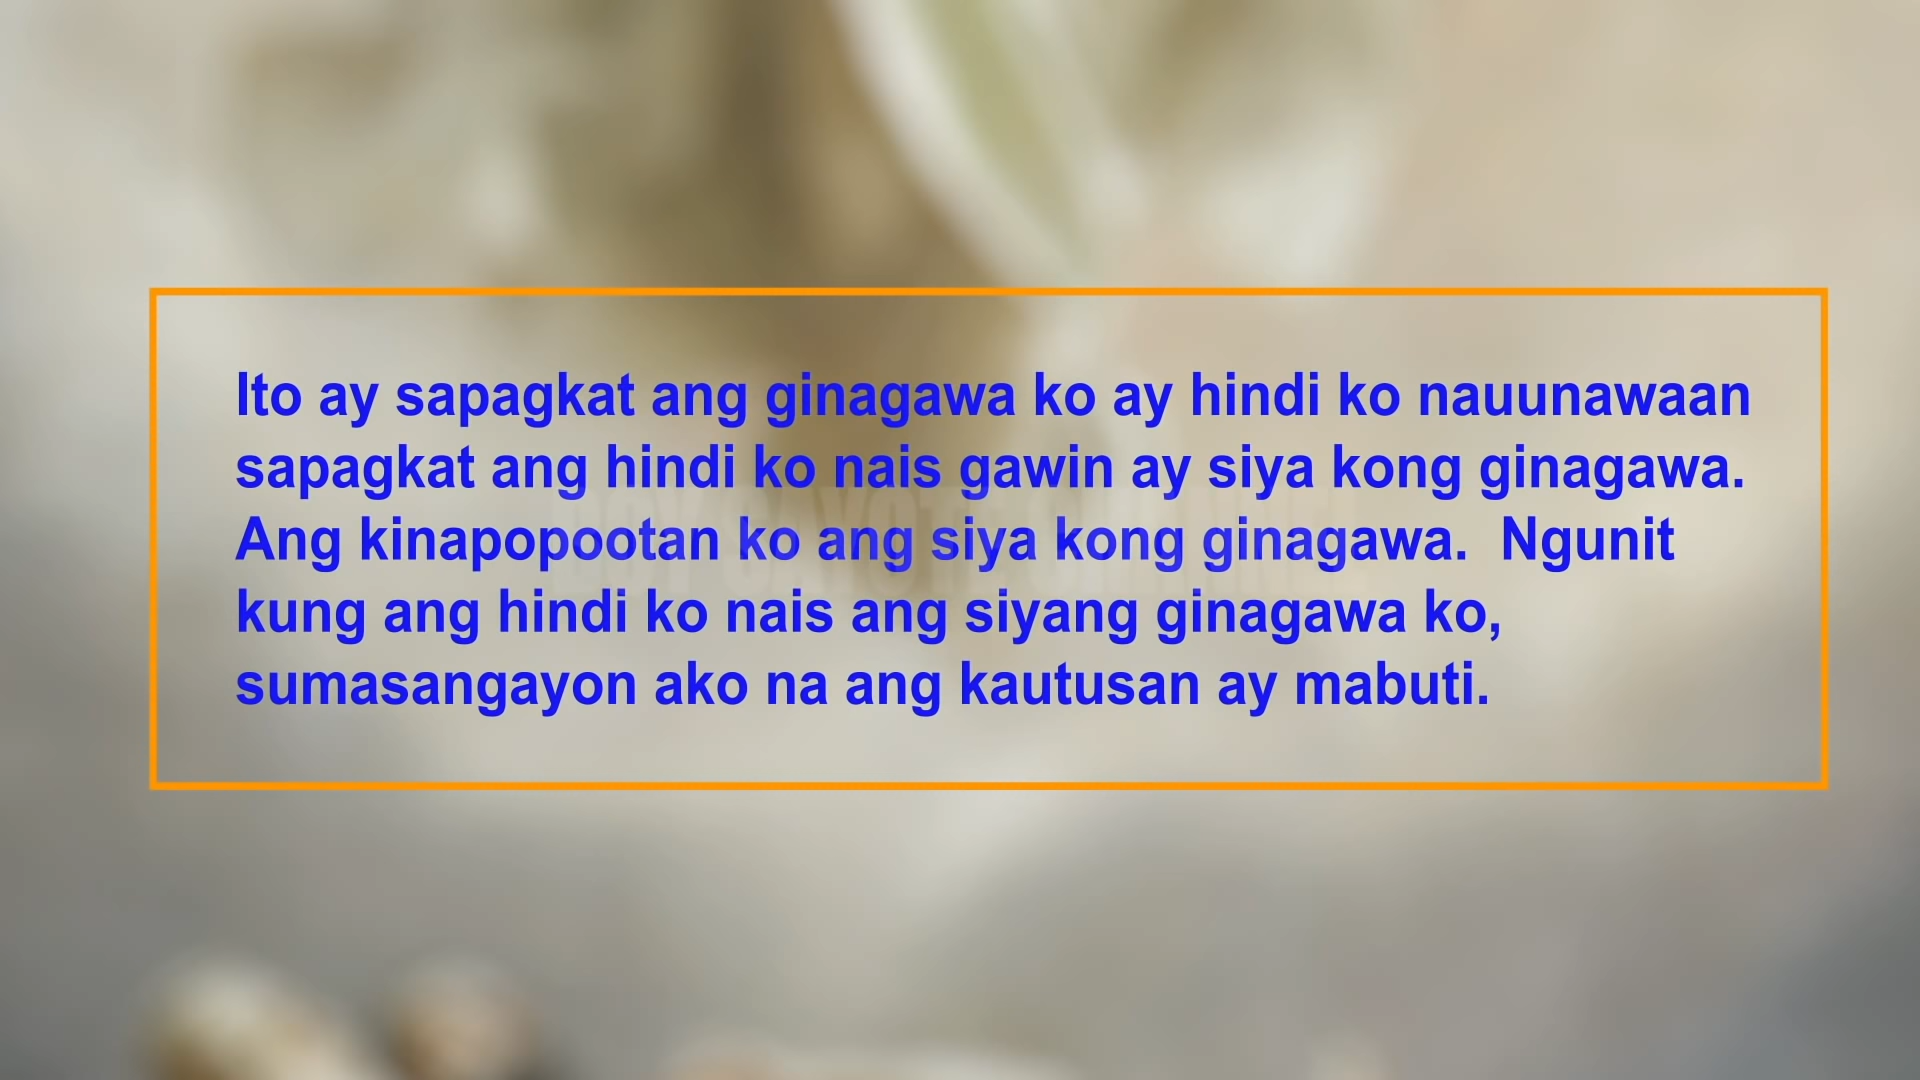 Ito ay sapagkat ang ginagawa ko ay hindi ko nauunawaan
sapagkat ang hindi ko nais gawin ay siya kong ginagawa.
Ang kinapopootan ko ang siya kong ginagawa.  Ngunit
kung ang hindi ko nais ang siyang ginagawa ko,
sumasangayon ako na ang kautusan ay mabuti.